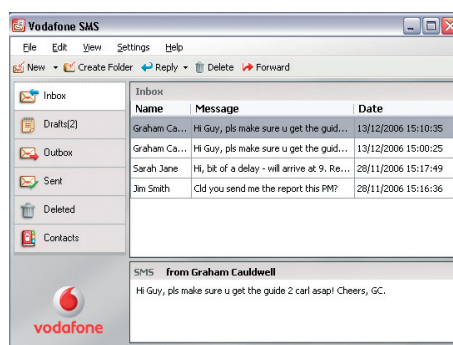 Vodafone SMS
File Edit View Settings Help
New Create Folder Reply Delete Forward
Inbox
Drafts[2]
Outbox
Sent
Deleted
Contacts
vodafone
Inbox
Name Message Date
Graham Ca... Hi Guy, pls make sure u get the guid... 13/12/2006 15:10:35
Graham Ca... Hi Guy, pls make sure u get the guid... 13/12/2006 15:00:25
Sarah Jane Hi, bit of a delay - will arrive at 9. Re... 28/11/2006 15:17:49
Jim Smith Cld you send me the report this PM? 28/11/2006 15:16:36
SMS from Graham Cauldwell
Hi Guy, pls make sure u get the guide 2 carl asap! Cheers, GC.